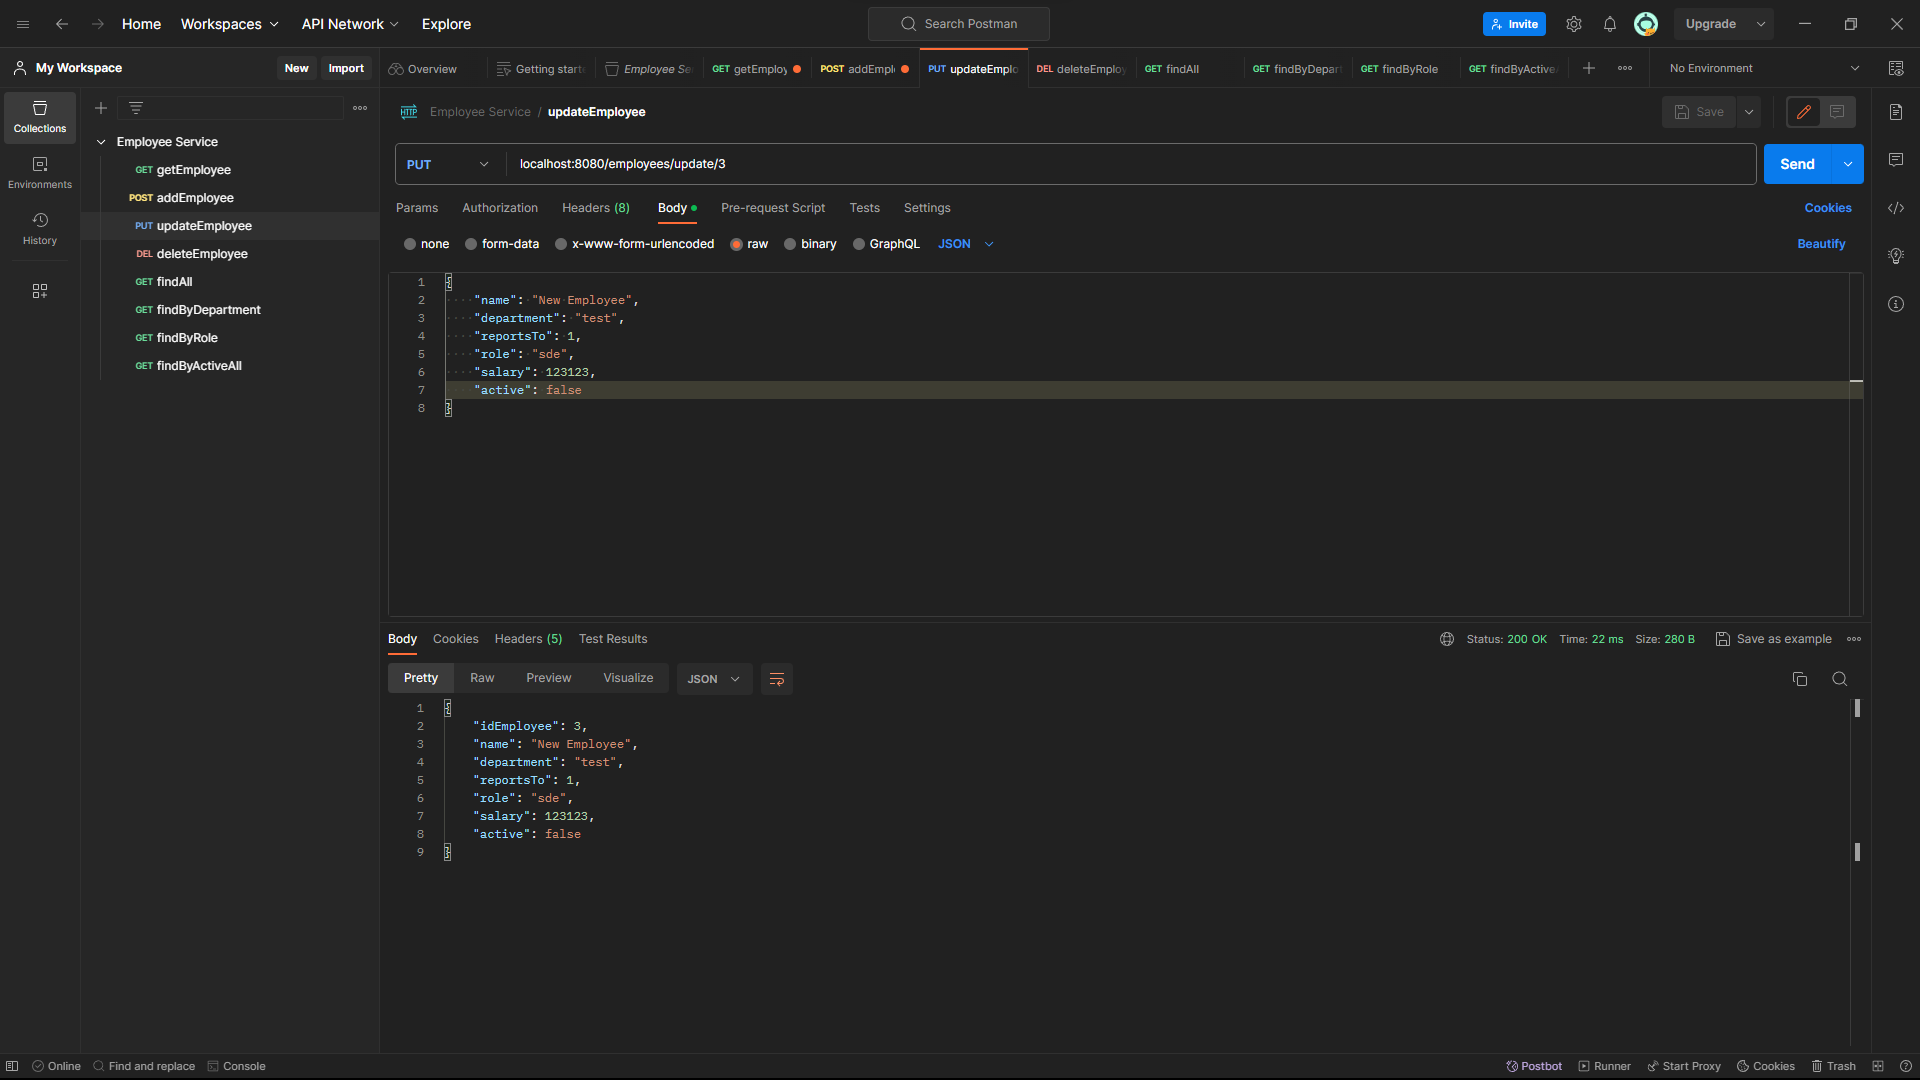 Home Workspaces API Network Explore Search Postman Invite Upgrade
My Workspace New Import Overview Getting start Employee Se GET getEmploy POST addEmpl PUT updateEmplo DEL deleteEmploy GET findAll GET findByDepar GET findByRole GET findByActive No Environment
Collections
Environments
History
Employee Service
GET getEmployee
POST addEmployee
PUT updateEmployee
DEL deleteEmployee
GET findAll
GET findByDepartment
GET findByRole
GET findByActiveAll
HTTP Employee Service / updateEmployee Save
PUT localhost:8080/employees/update/3 Send
Params Authorization Headers (8) Body Pre-request Script Tests Settings Cookies
none form-data x-www-form-urlencoded raw binary GraphQL JSON Beautify
1 {
2 "name": "New Employee",
3 "department": "test",
4 "reportsTo": 1,
5 "role": "sde",
6 "salary": 123123,
7 "active": false
8 }
Body Cookies Headers (5) Test Results Status: 200 OK Time: 22 ms Size: 280 B Save as example
Pretty Raw Preview Visualize JSON
1 {
2 "idEmployee": 3,
3 "name": "New Employee",
4 "department": "test",
5 "reportsTo": 1,
6 "role": "sde",
7 "salary": 123123,
8 "active": false
9 }
Online Find and replace Console Postbot Runner Start Proxy Cookies Trash